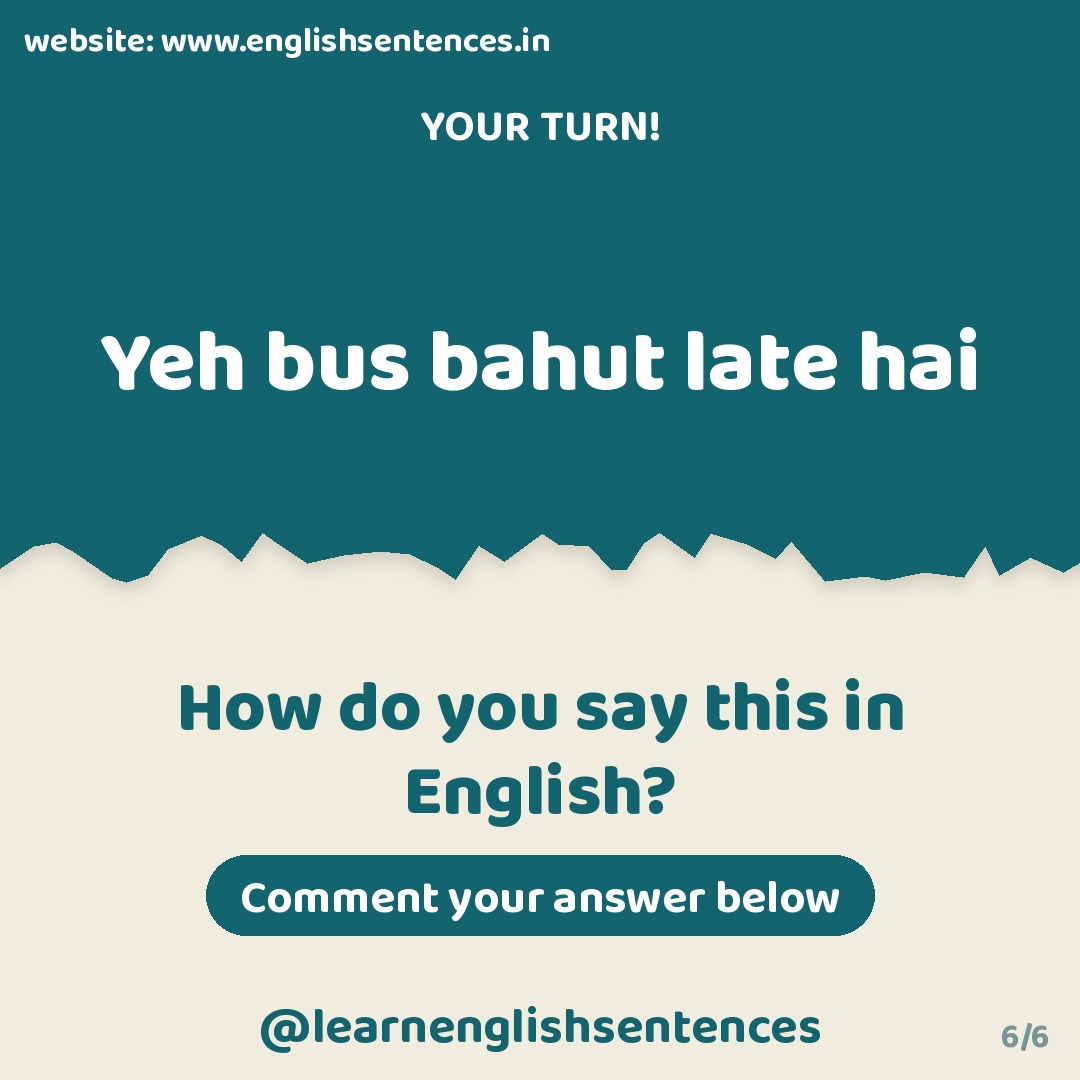 website: www.englishsentences.in
YOUR TURN!
Yeh bus bahut late hai
How do you say this in
English?
Comment your answer below
@learnenglishsentences
6/6